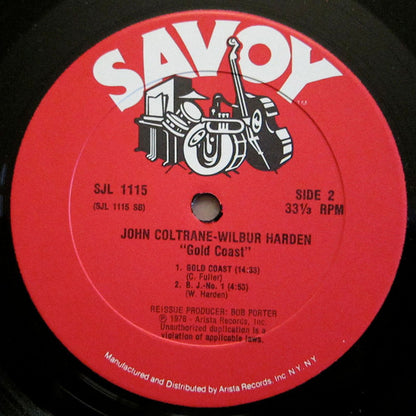 SAVOY
TM
SJL 1115
(SJL 1115 SB)
SIDE 2
33⅓ RPM
JOHN COLTRANE-WILBUR HARDEN
"Gold Coast"
1. GOLD COAST (14:33)
(C. Fuller)
2. B. J.-No. 1 (4:53)
(W. Harden)
REISSUE PRODUCER: BOB PORTER
℗ 1978 - Arista Records, Inc.
Unauthorized duplication is a
violation of applicable laws.
Manufactured and Distributed by Arista Records, Inc N.Y. N.Y.